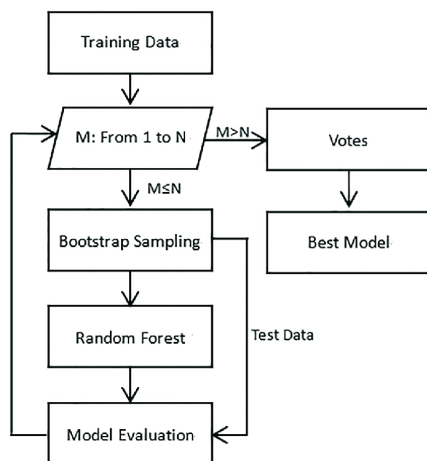 Training Data
M: From 1 to N
M>N
Votes
M≤N
Bootstrap Sampling
Best Model
Random Forest
Test Data
Model Evaluation